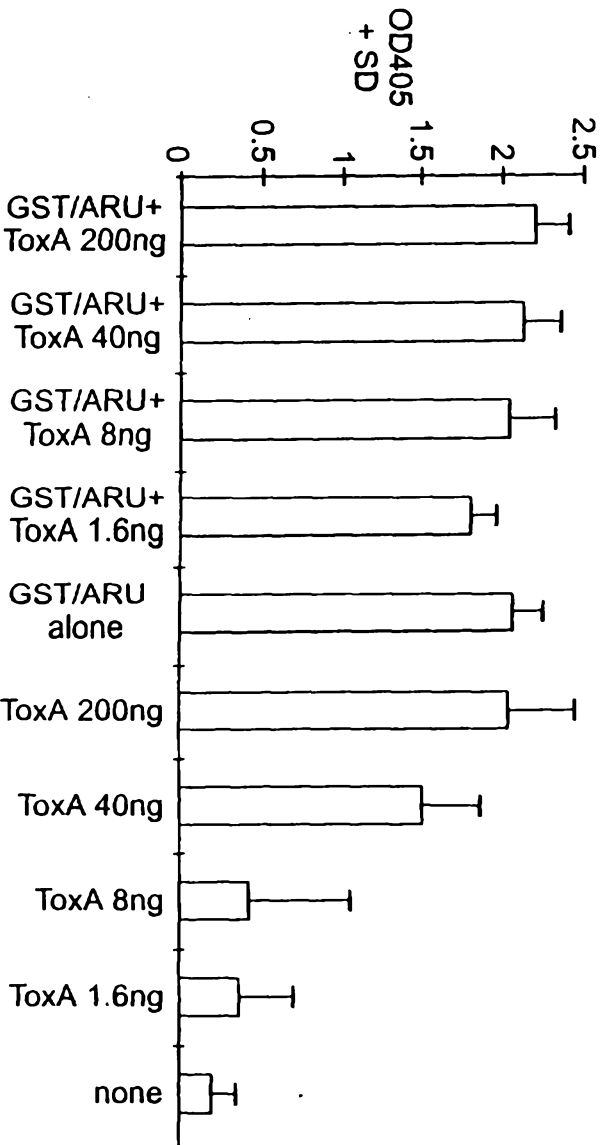 OD405
+ SD
0
0.5
1
1.5
2
2.5
GST/ARU+
ToxA 200ng
GST/ARU+
ToxA 40ng
GST/ARU+
ToxA 8ng
GST/ARU+
ToxA 1.6ng
GST/ARU
alone
ToxA 200ng
ToxA 40ng
ToxA 8ng
ToxA 1.6ng
none